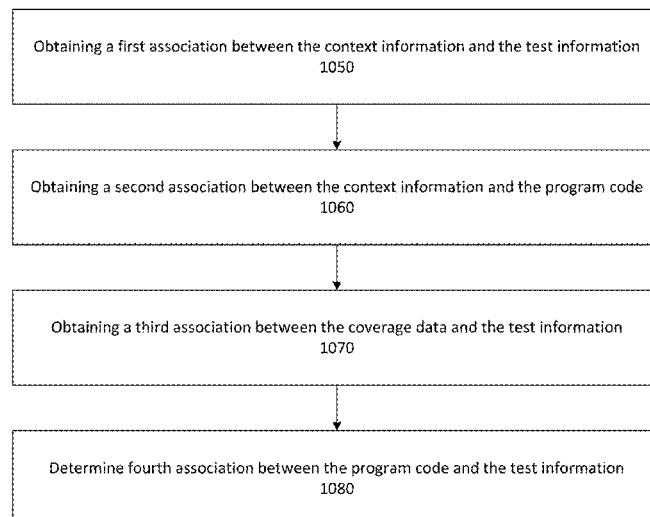 Obtaining a first association between the context information and the test information
1050
Obtaining a second association between the context information and the program code
1060
Obtaining a third association between the coverage data and the test information
1070
Determine fourth association between the program code and the test information
1080